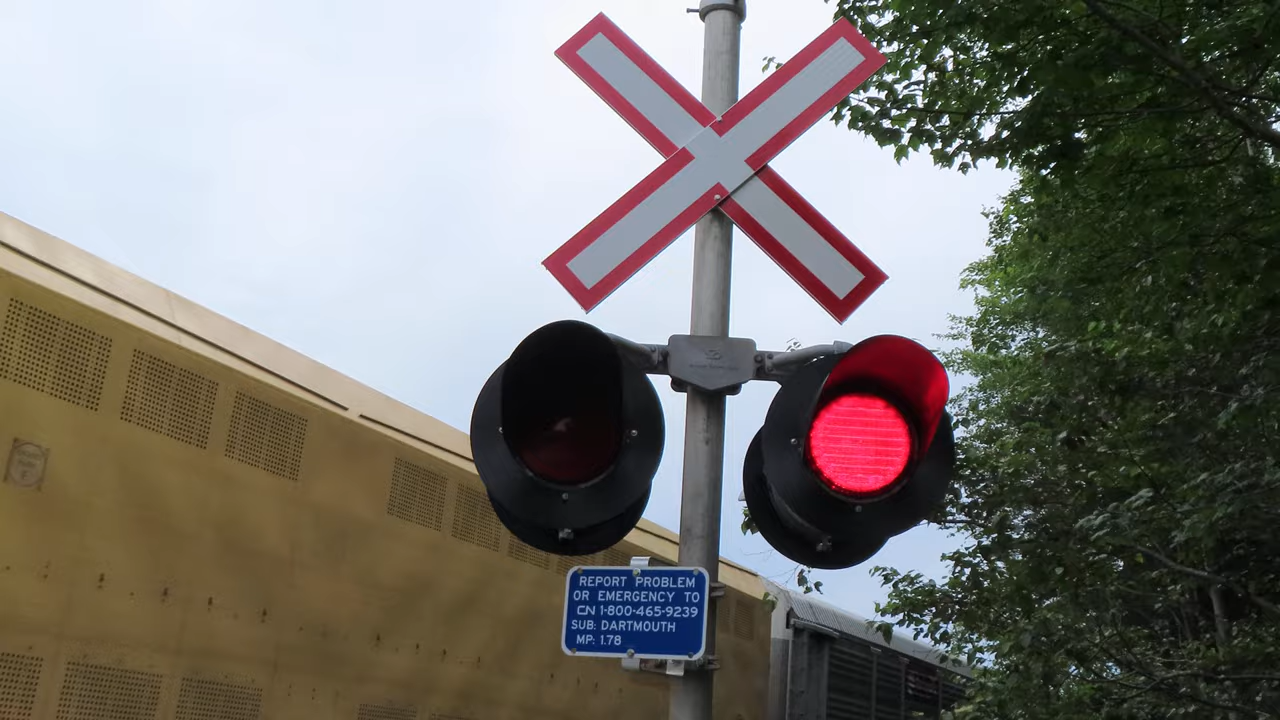 REPORT PROBLEM
OR EMERGENCY TO
CN 1-800-465-9239
SUB: DARTMOUTH
MP: 1.78